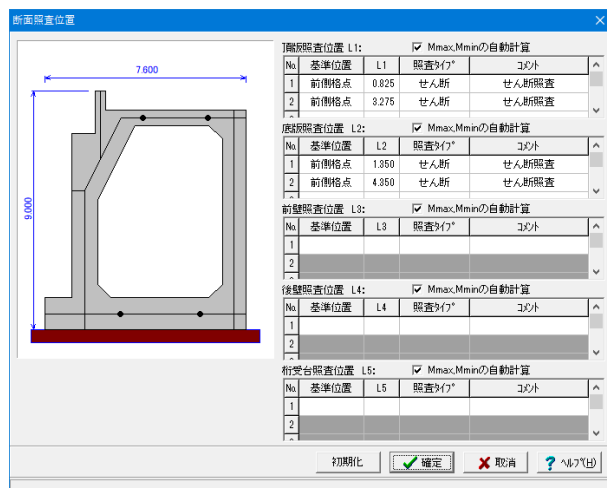 断面照査位置
7.600
9.000
頂版照査位置 L1: Mmax,Mminの自動計算
No. 基準位置 L1 照査ﾀｲﾌﾟ ｺﾒﾝﾄ
1 前側格点 0.825 せん断 せん断照査
2 前側格点 3.275 せん断 せん断照査
底版照査位置 L2: Mmax,Mminの自動計算
No. 基準位置 L2 照査ﾀｲﾌﾟ ｺﾒﾝﾄ
1 前側格点 1.350 せん断 せん断照査
2 前側格点 4.350 せん断 せん断照査
前壁照査位置 L3: Mmax,Mminの自動計算
No. 基準位置 L3 照査ﾀｲﾌﾟ ｺﾒﾝﾄ
1
2
後壁照査位置 L4: Mmax,Mminの自動計算
No. 基準位置 L4 照査ﾀｲﾌﾟ ｺﾒﾝﾄ
1
2
桁受台照査位置 L5: Mmax,Mminの自動計算
No. 基準位置 L5 照査ﾀｲﾌﾟ ｺﾒﾝﾄ
1
2
初期化 確定 取消 ? ﾍﾙﾌﾟ(H)